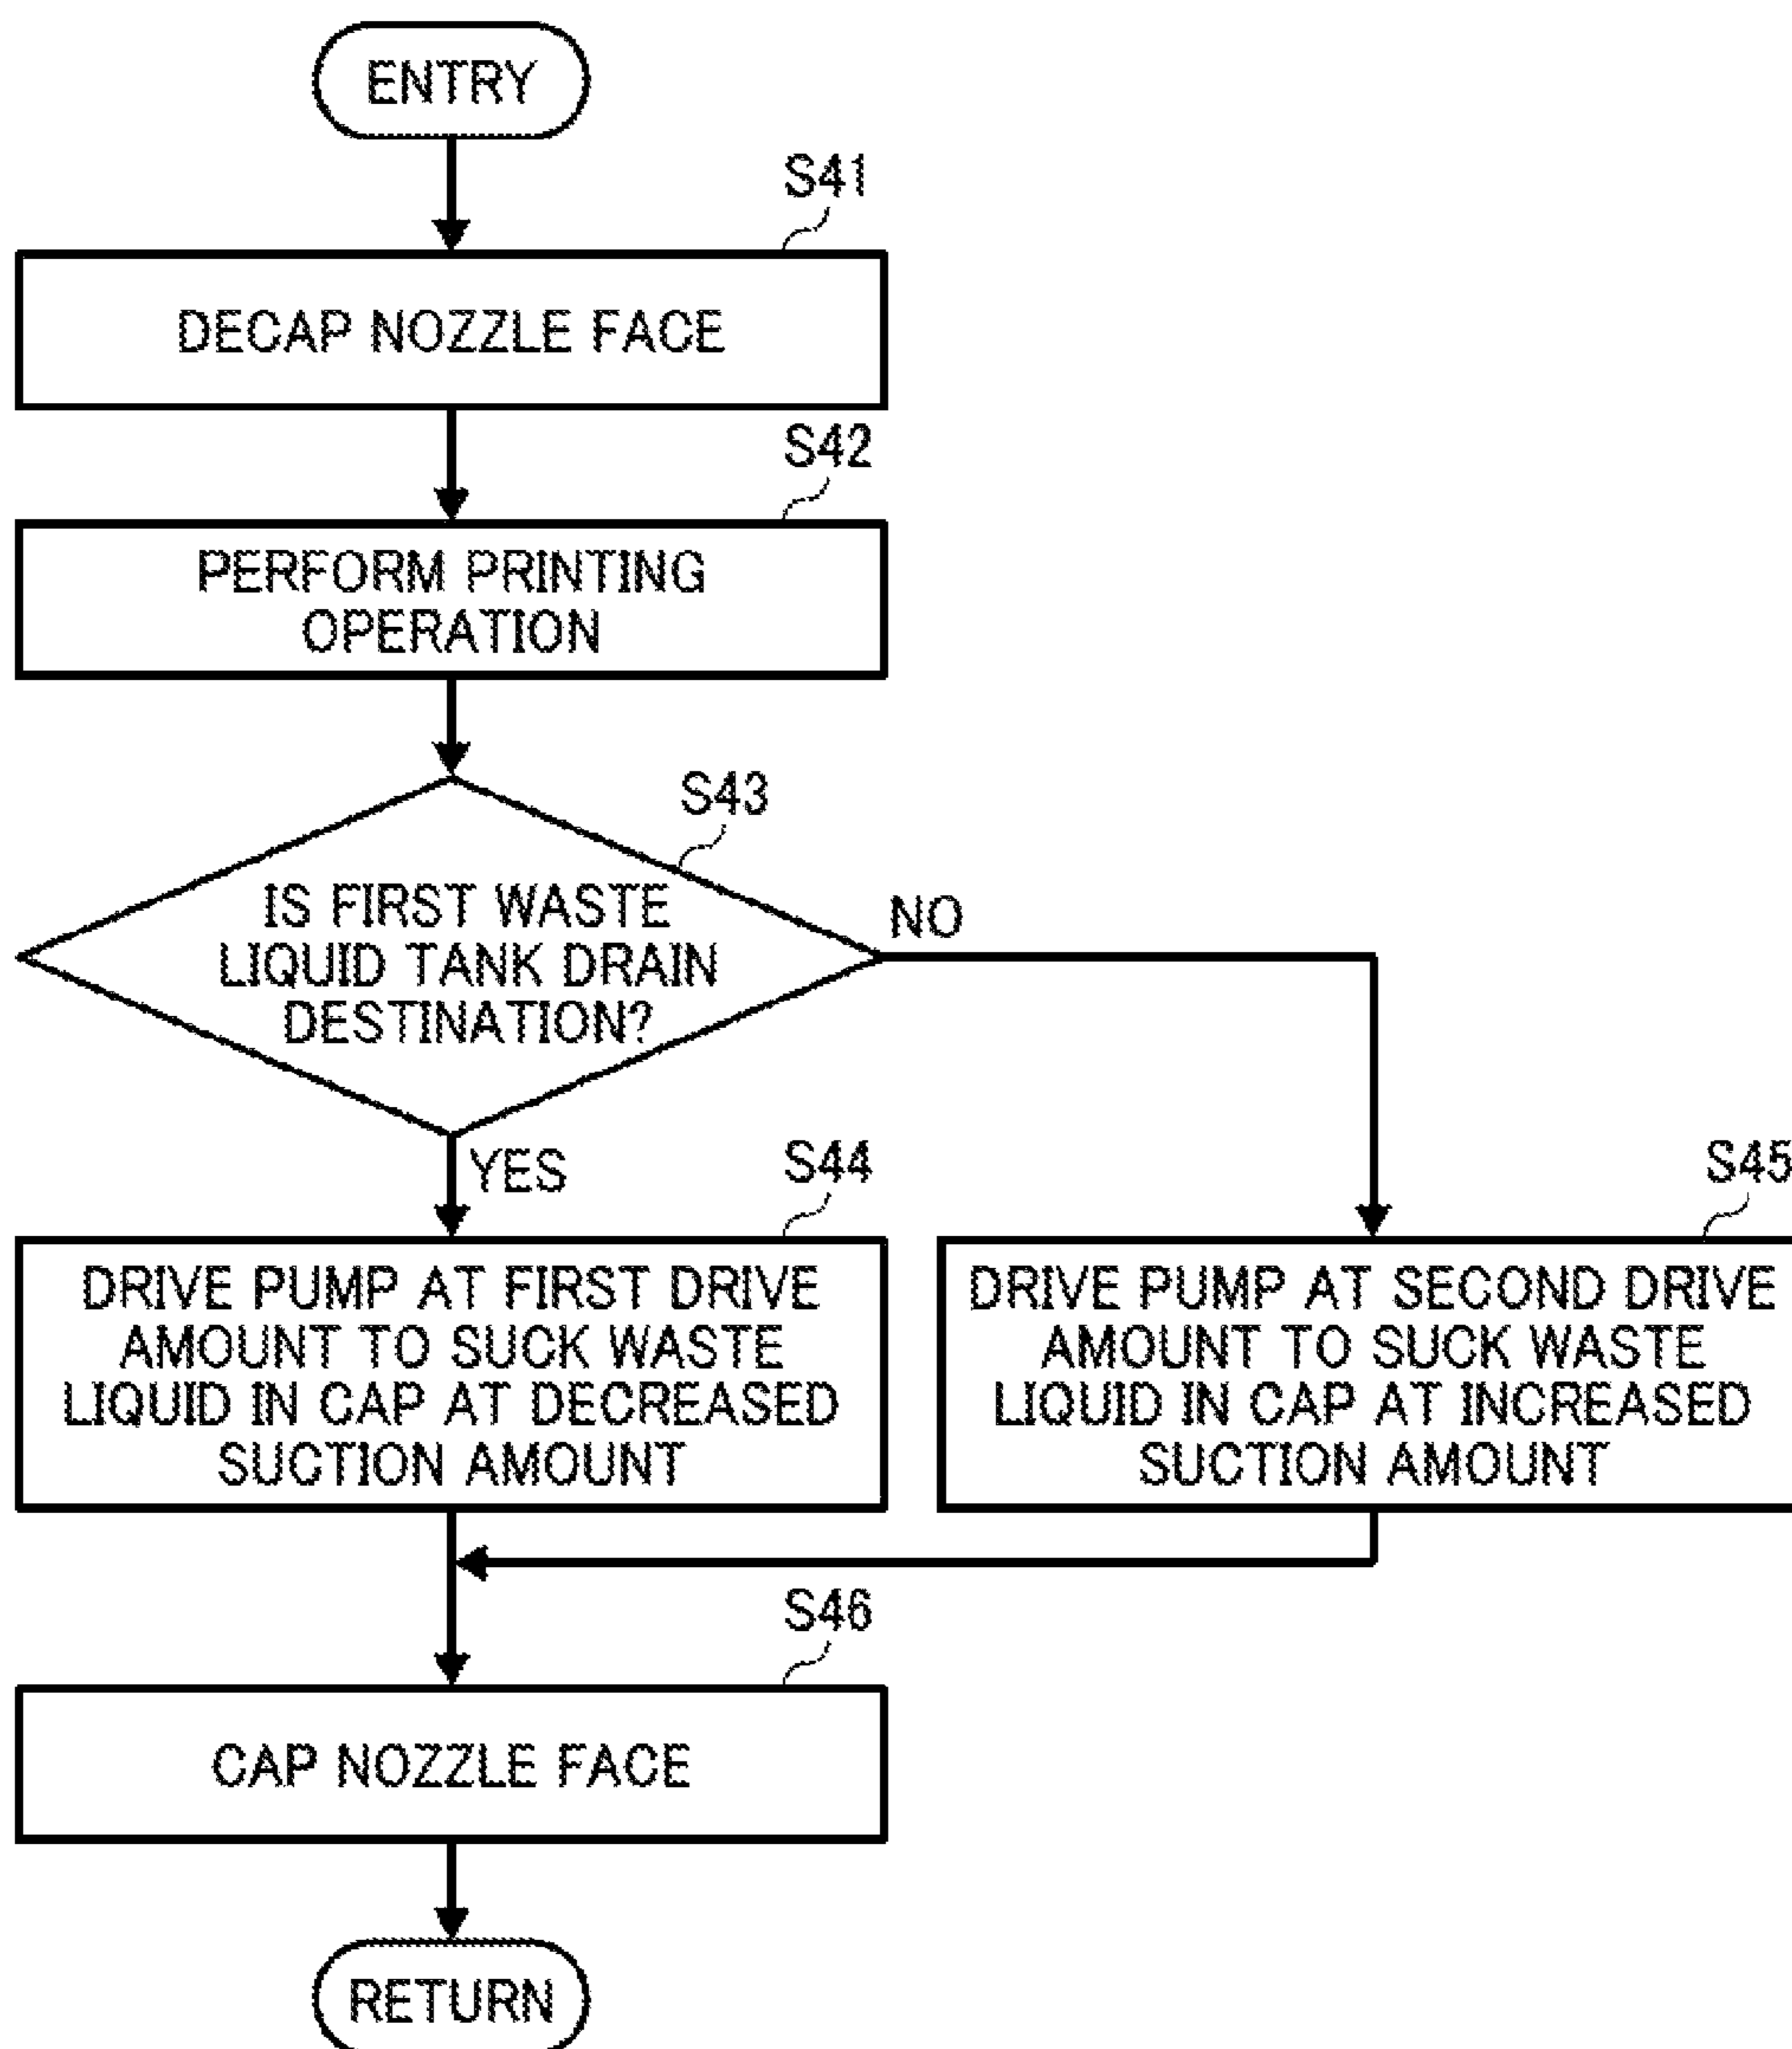 ENTRY
S41
DECAP NOZZLE FACE
S42
PERFORM PRINTING
OPERATION
S43
IS FIRST WASTE
LIQUID TANK DRAIN
DESTINATION?
NO
YES
S44
DRIVE PUMP AT FIRST DRIVE
AMOUNT TO SUCK WASTE
LIQUID IN CAP AT DECREASED
SUCTION AMOUNT
S45
DRIVE PUMP AT SECOND DRIVE
AMOUNT TO SUCK WASTE
LIQUID IN CAP AT INCREASED
SUCTION AMOUNT
S46
CAP NOZZLE FACE
RETURN